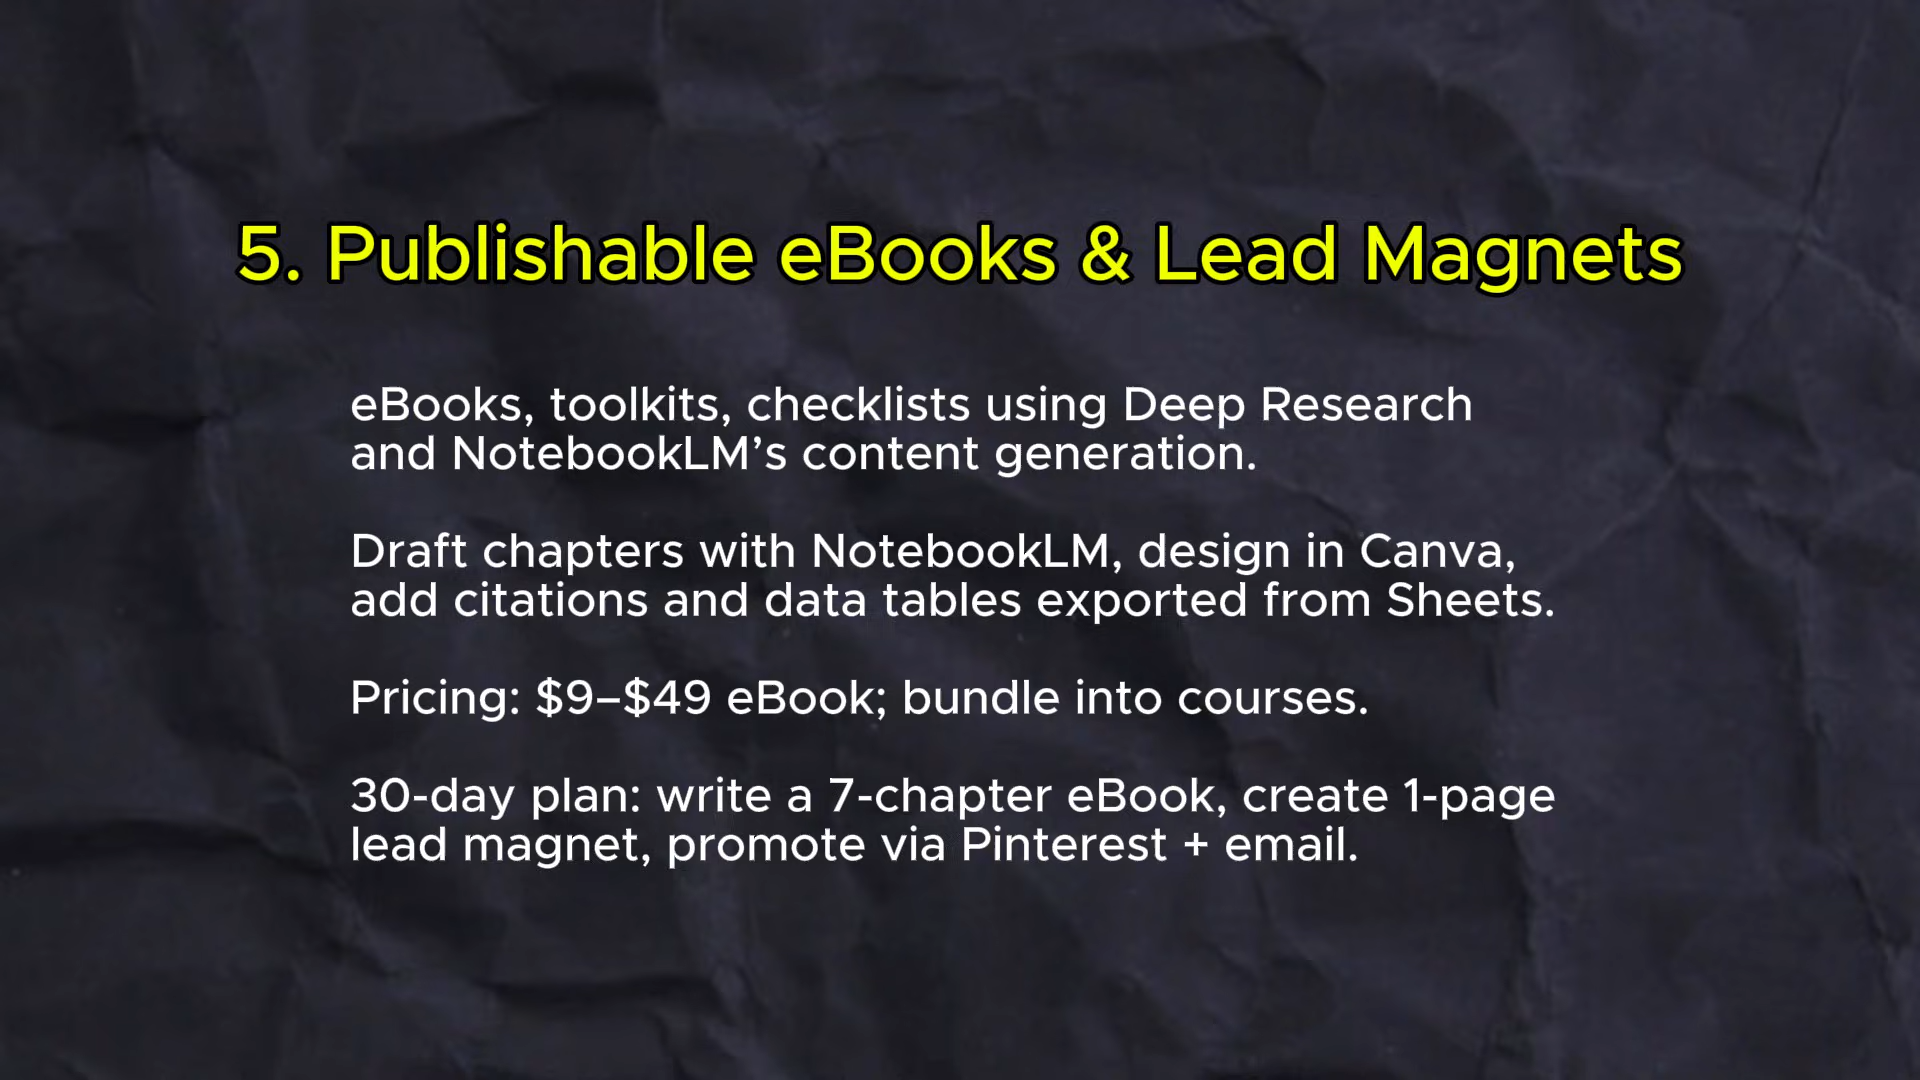 5. Publishable eBooks & Lead Magnets
eBooks, toolkits, checklists using Deep Research
and NotebookLM’s content generation.
Draft chapters with NotebookLM, design in Canva,
add citations and data tables exported from Sheets.
Pricing: $9–$49 eBook; bundle into courses.
30-day plan: write a 7-chapter eBook, create 1-page
lead magnet, promote via Pinterest + email.